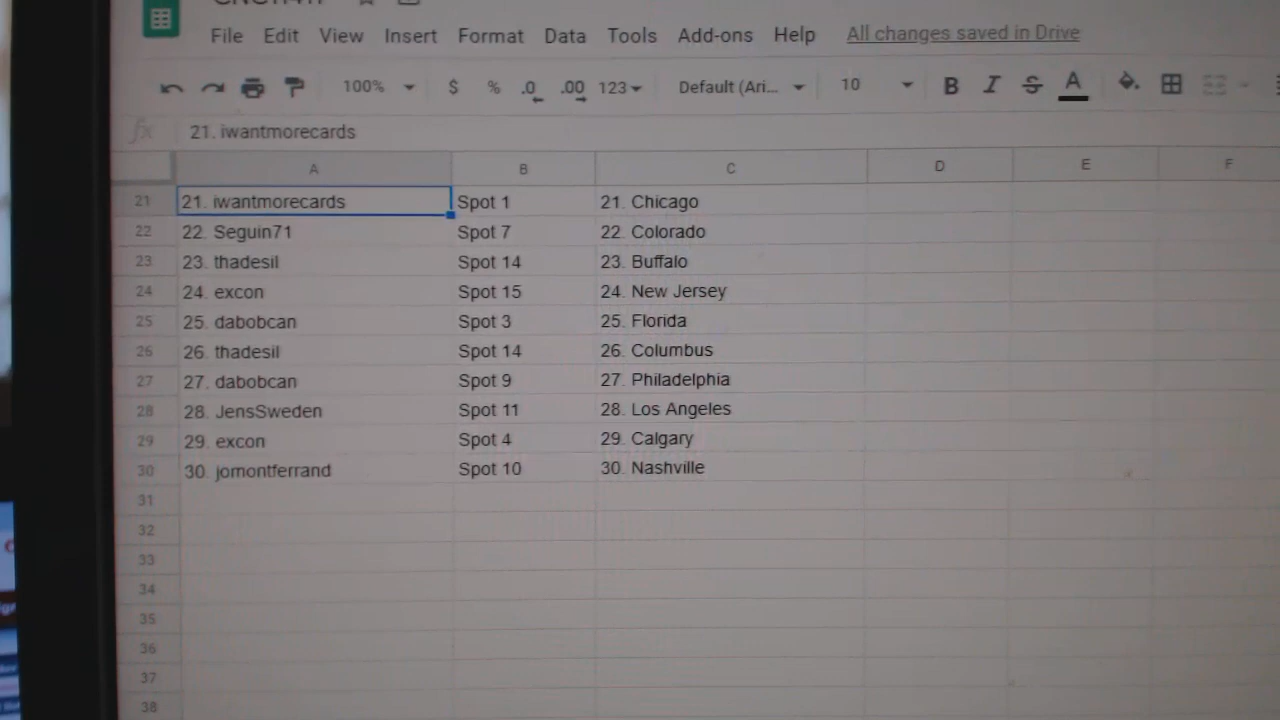 File Edit View Insert Format Data Tools Add-ons Help All changes saved in Drive
100% $ % .0 .00 123 Default (Ari... 10 B I S A
fx 21. iwantmorecards
A B C D E F
21 21. iwantmorecards Spot 1 21. Chicago
22 22. Seguin71 Spot 7 22. Colorado
23 23. thadesil Spot 14 23. Buffalo
24 24. excon Spot 15 24. New Jersey
25 25. dabobcan Spot 3 25. Florida
26 26. thadesil Spot 14 26. Columbus
27 27. dabobcan Spot 9 27. Philadelphia
28 28. JensSweden Spot 11 28. Los Angeles
29 29. excon Spot 4 29. Calgary
30 30. jomontferrand Spot 10 30. Nashville
31
32
33
34
35
36
37
38